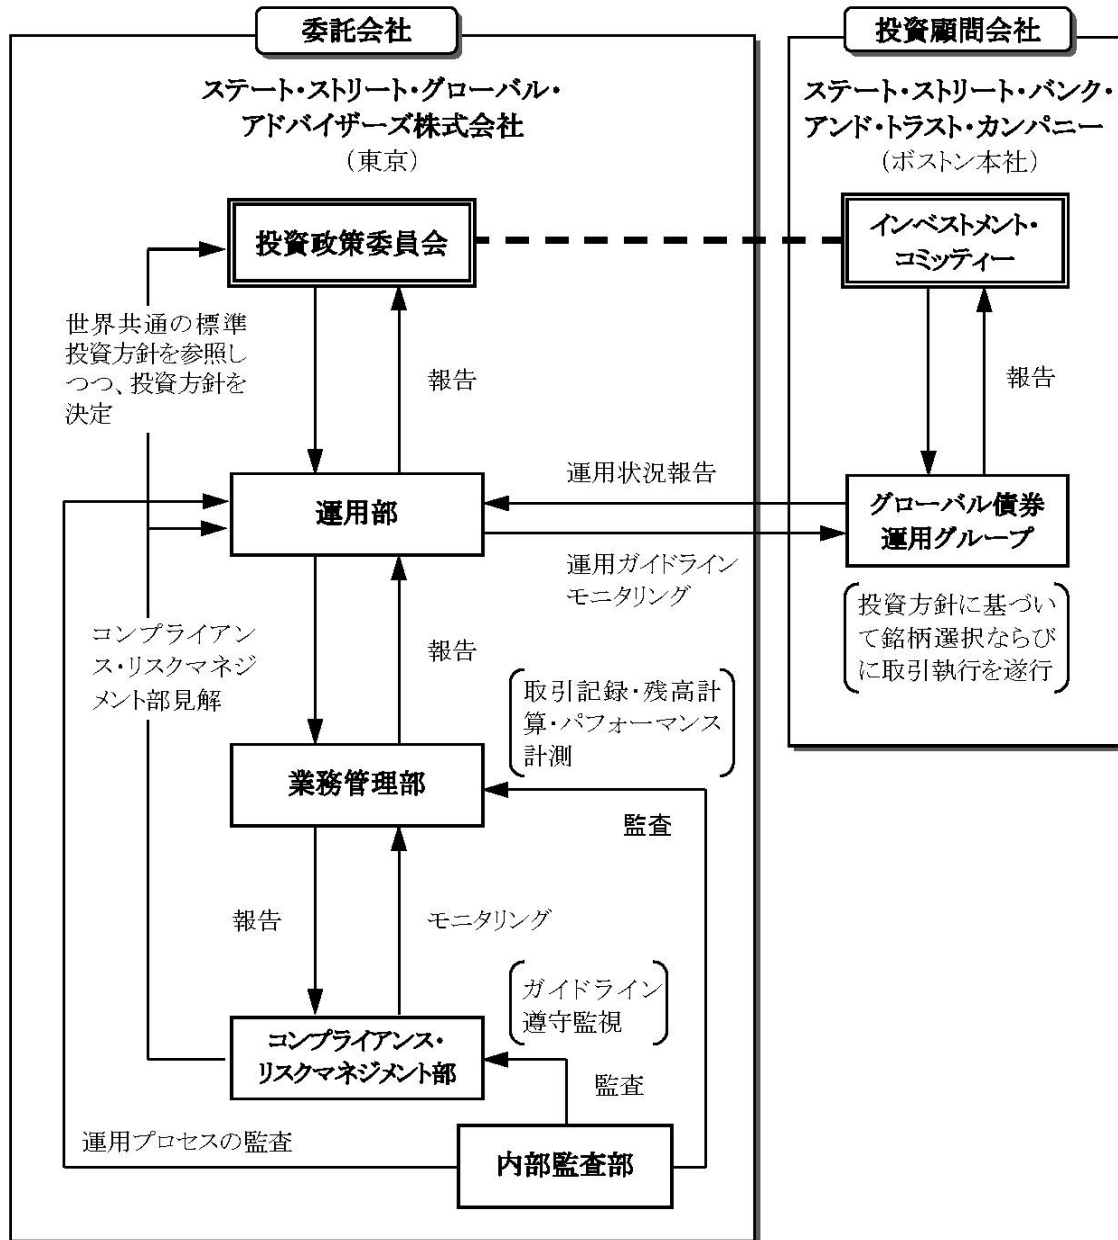 委託会社
ステート・ストリート・グローバル・
アドバイザーズ株式会社
(東京)
投資政策委員会
世界共通の標準
投資方針を参照し
つつ、投資方針を
決定
報告
運用部
運用状況報告
運用ガイドライン
モニタリング
コンプライアン
ス・リスクマネジ
メント部見解
報告
取引記録・残高計
算・パフォーマンス
計測
業務管理部
監査
報告
モニタリング
ガイドライン
遵守監視
コンプライアンス・
リスクマネジメント部
監査
運用プロセスの監査
内部監査部
投資顧問会社
ステート・ストリート・バンク・
アンド・トラスト・カンパニー
(ボストン本社)
インベストメント・
コミッティー
報告
グローバル債券
運用グループ
投資方針に基づい
て銘柄選択ならび
に取引執行を遂行